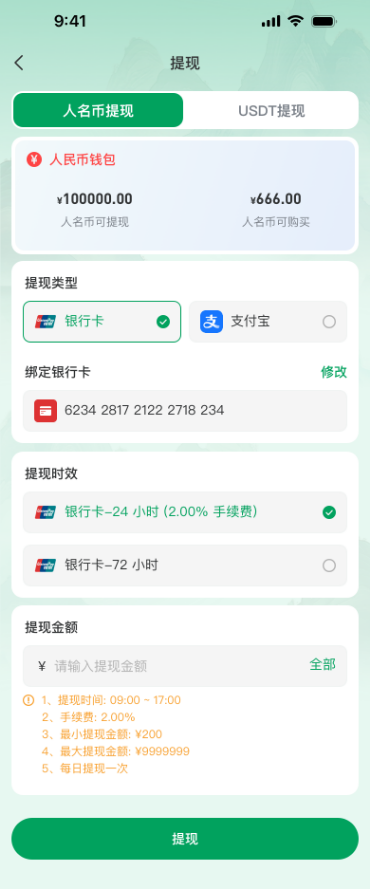 9:41
提现
人名币提现
USDT提现
人民币钱包
¥100000.00
¥666.00
人名币可提现
人名币可购买
提现类型
银行卡
支付宝
绑定银行卡
修改
6234 2817 2122 2718 234
提现时效
银行卡-24 小时 (2.00% 手续费)
银行卡-72 小时
提现金额
¥ 请输入提现金额
全部
1、提现时间: 09:00 ~ 17:00
2、手续费: 2.00%
3、最小提现金额: ¥200
4、最大提现金额: ¥9999999
5、每日提现一次
提现